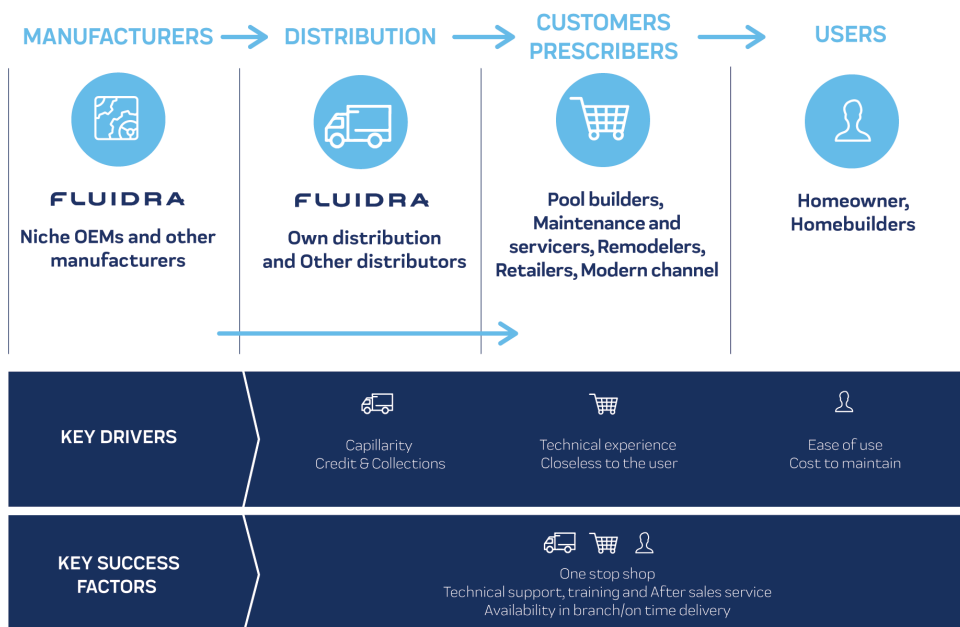 MANUFACTURERS
DISTRIBUTION
CUSTOMERS
PRESCRIBERS
USERS
FLUIDRA
Niche OEMs and other
manufacturers
FLUIDRA
Own distribution
and Other distributors
Pool builders,
Maintenance and
servicers, Remodelers,
Retailers, Modern channel
Homeowner,
Homebuilders
KEY DRIVERS
Capillarity
Credit & Collections
Technical experience
Closeless to the user
Ease of use
Cost to maintain
KEY SUCCESS
FACTORS
One stop shop
Technical support, training and After sales service
Availability in branch/on time delivery